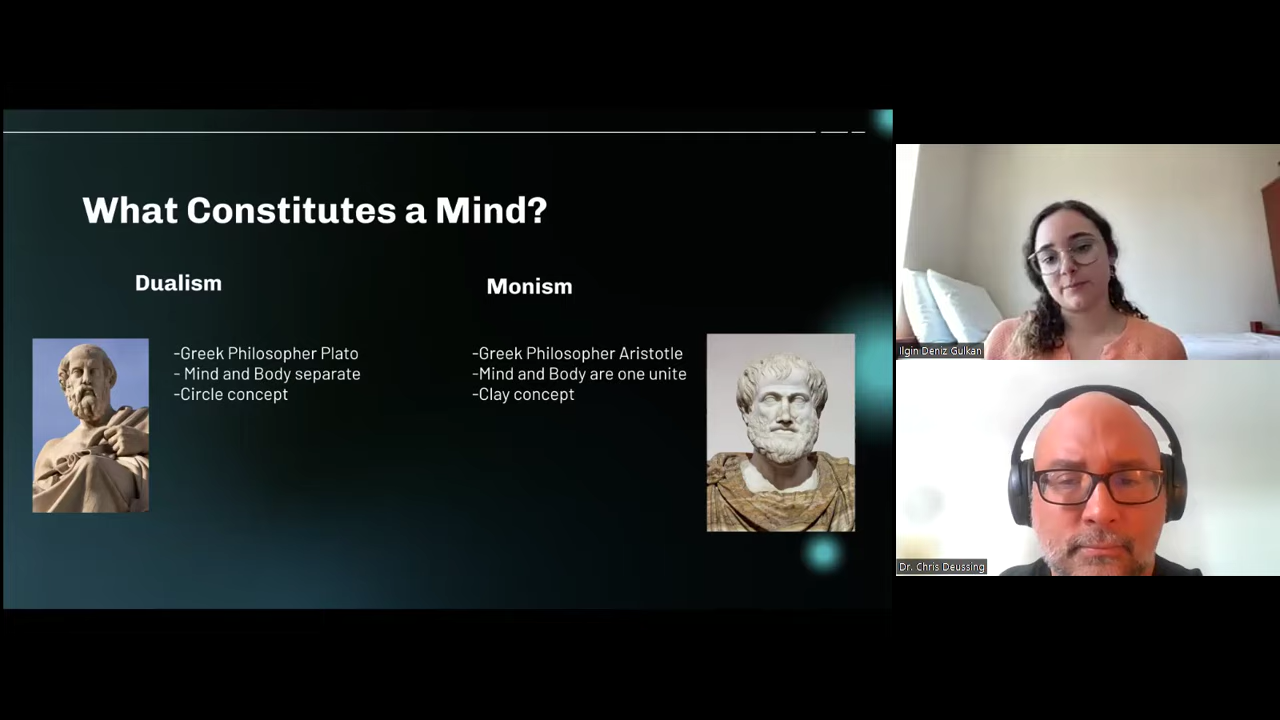 What Constitutes a Mind?
Dualism
-Greek Philosopher Plato
- Mind and Body separate
-Circle concept
Monism
-Greek Philosopher Aristotle
-Mind and Body are one unite
-Clay concept
Ilgin Deniz Gulkan
Dr. Chris Deussing